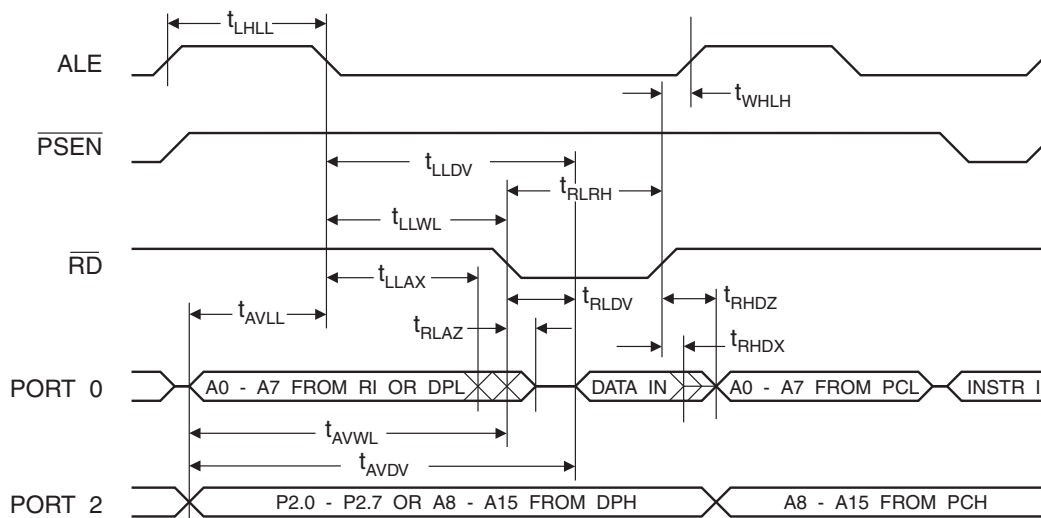 tLHLL
ALE
tWHLH
PSEN
tLLDV
tRLRH
tLLWL
RD
tLLAX
tRLDV
tRHDZ
tAVLL
tRLAZ
tRHDX
PORT 0
A0 - A7 FROM RI OR DPL
DATA IN
A0 - A7 FROM PCL
INSTR I
tAVWL
tAVDV
PORT 2
P2.0 - P2.7 OR A8 - A15 FROM DPH
A8 - A15 FROM PCH